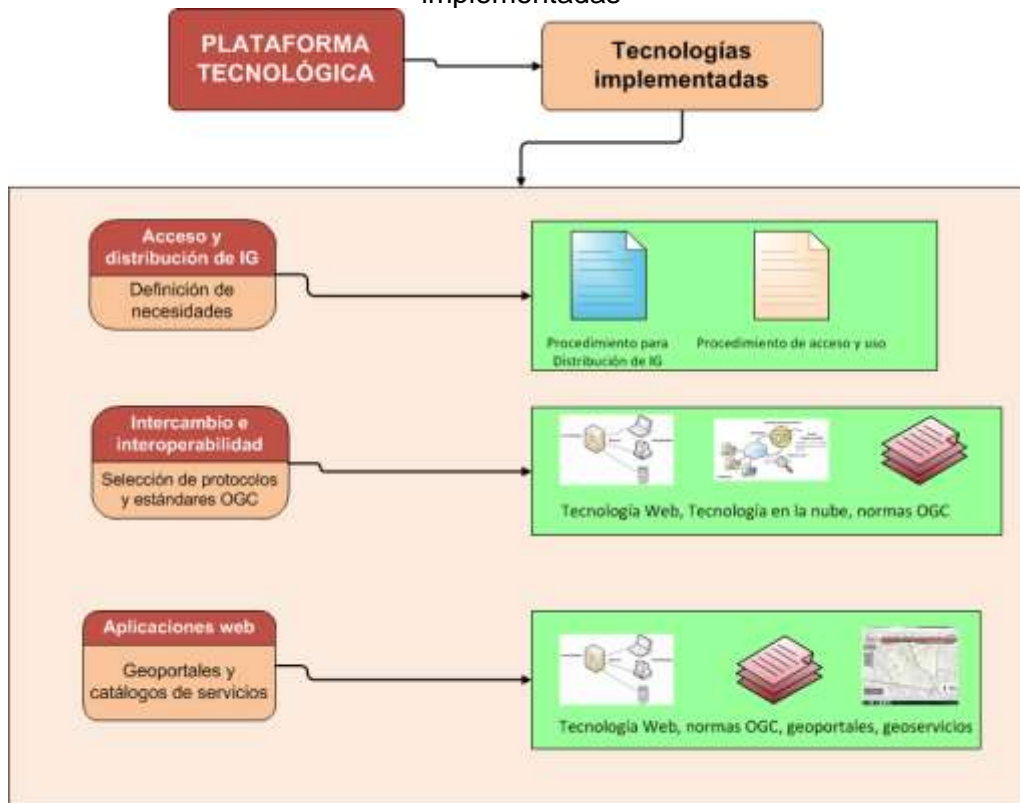 implementadas
PLATAFORMA
TECNOLÓGICA
Tecnologías
implementadas
Acceso y
distribución de IG
Definición de
necesidades
Procedimiento para
Distribución de IG
Procedimiento de acceso y uso
Intercambio e
interoperabilidad
Selección de protocolos
y estándares OGC
Tecnología Web, Tecnología en la nube, normas OGC
Aplicaciones web
Geoportales y
catálogos de servicios
Tecnología Web, normas OGC, geoportales, geoservicios